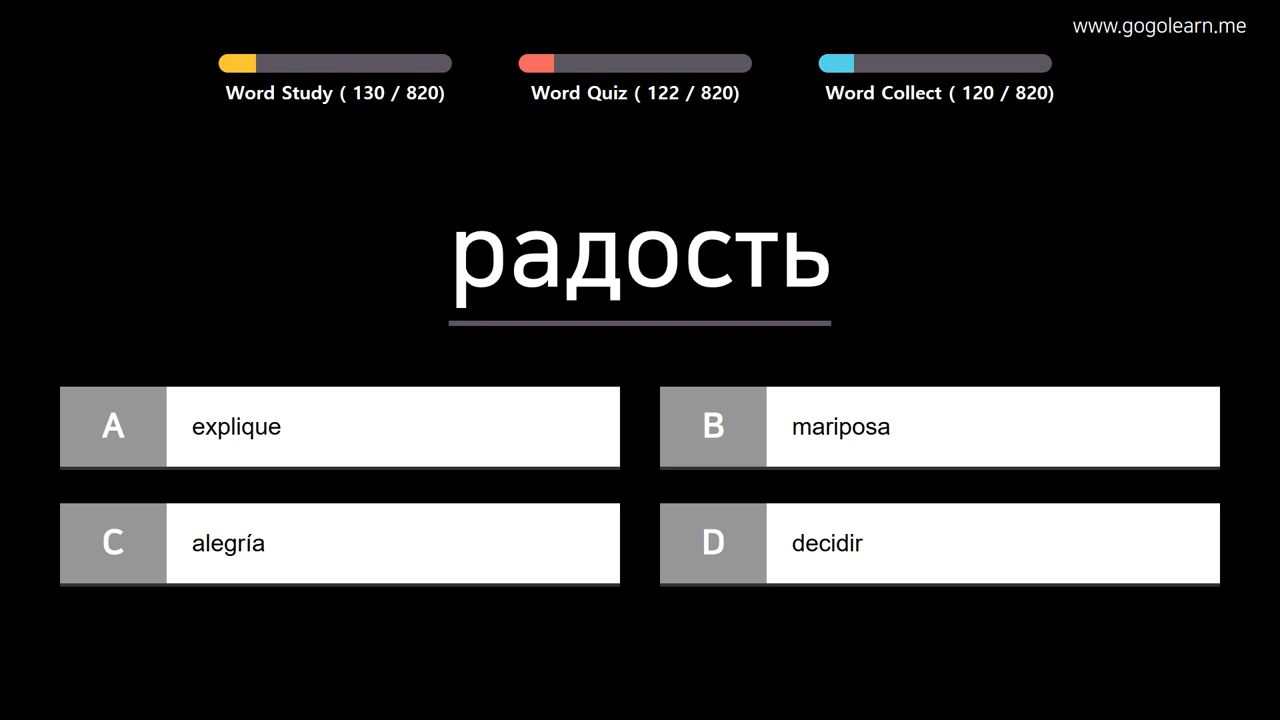 www.gogolearn.me
Word Study ( 130 / 820)
Word Quiz ( 122 / 820)
Word Collect ( 120 / 820)
радость
A explique
B mariposa
C alegría
D decidir